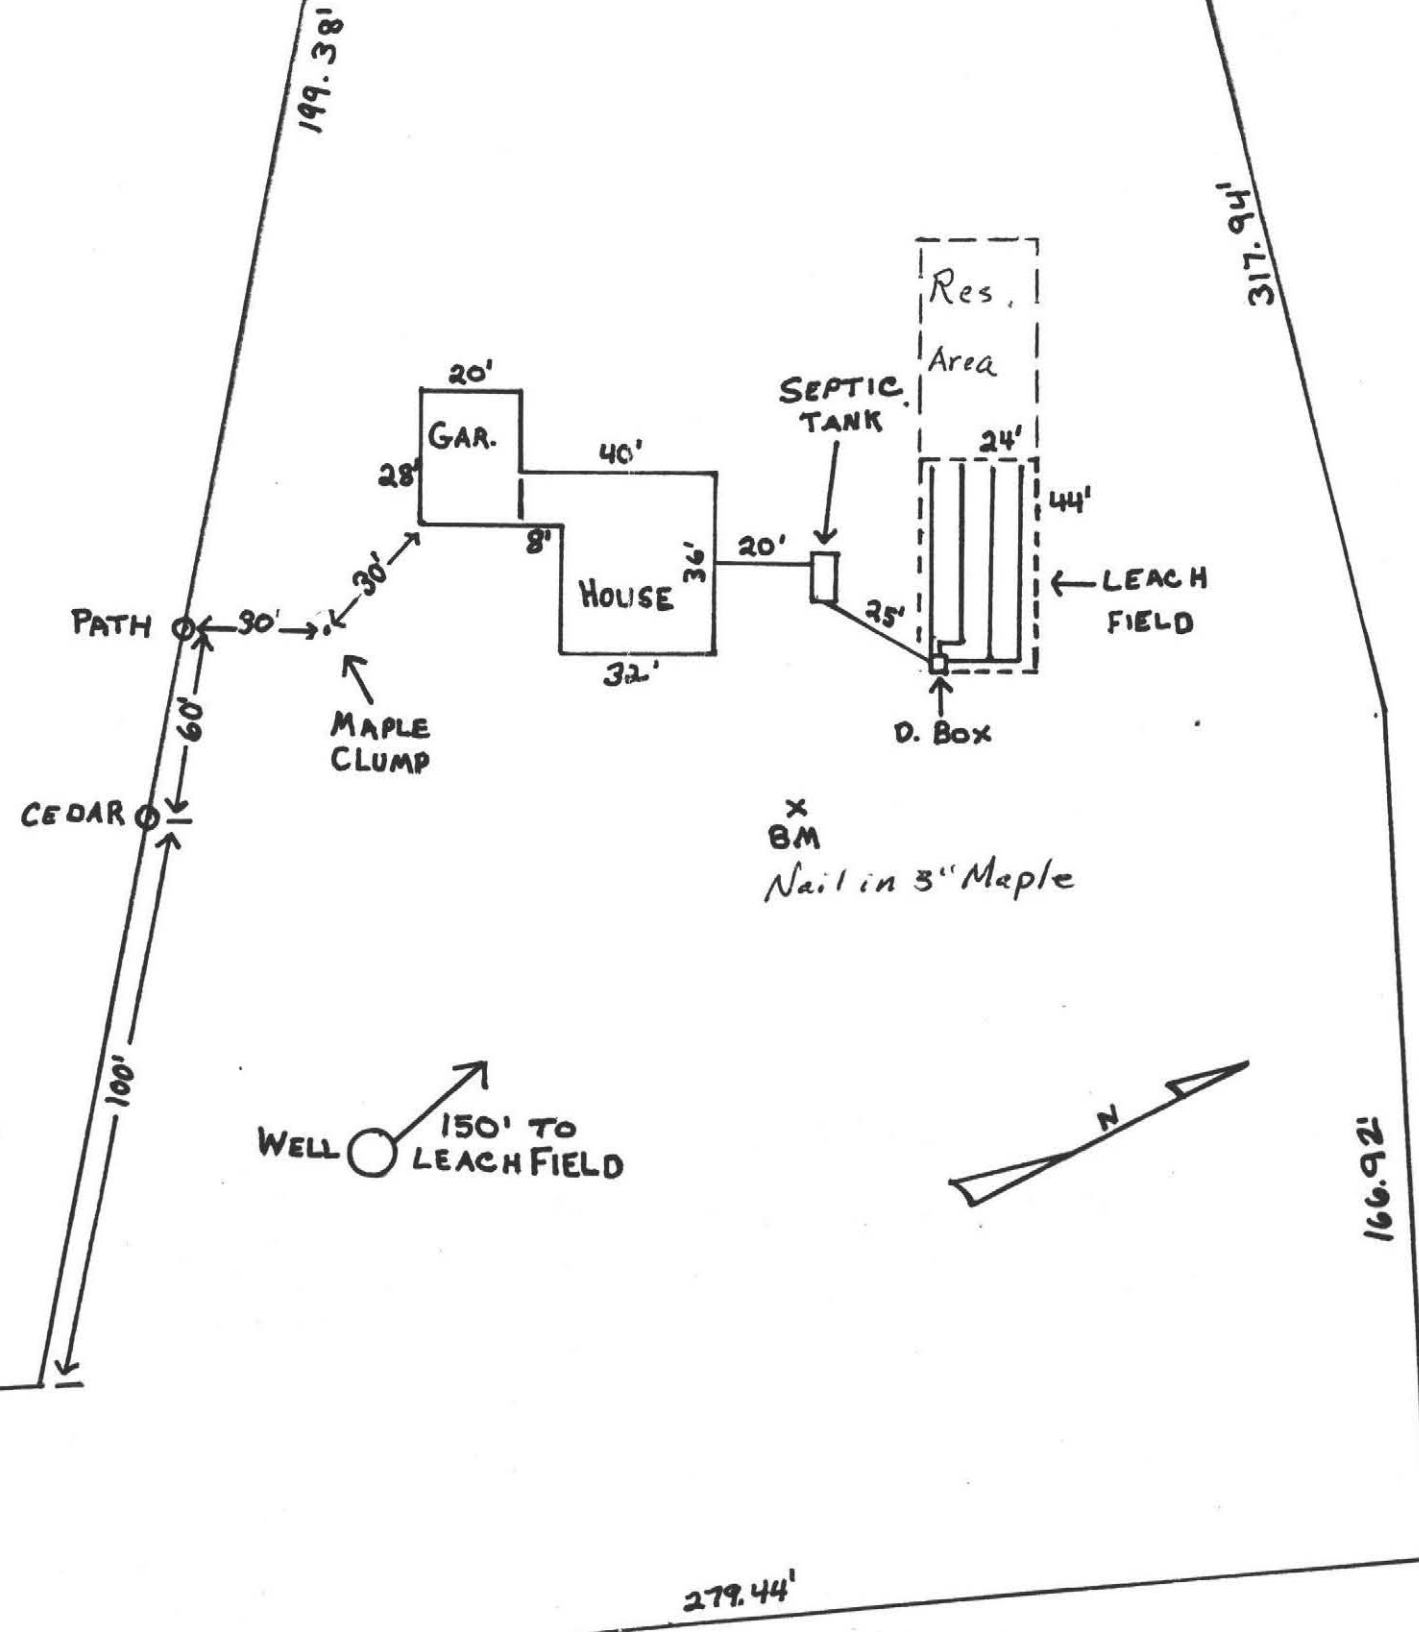 199.38'
317.94'
Res.
Area
20'
SEPTIC
TANK
GAR.
28'
40'
24'
44'
8'
36'
20'
30'
HOUSE
25'
LEACH
FIELD
PATH
30'
32'
60'
MAPLE
CLUMP
D. BOX
CEDAR
X
BM
Nail in 3" Maple
100'
WELL
150' TO
LEACH FIELD
N
166.92'
279.44'